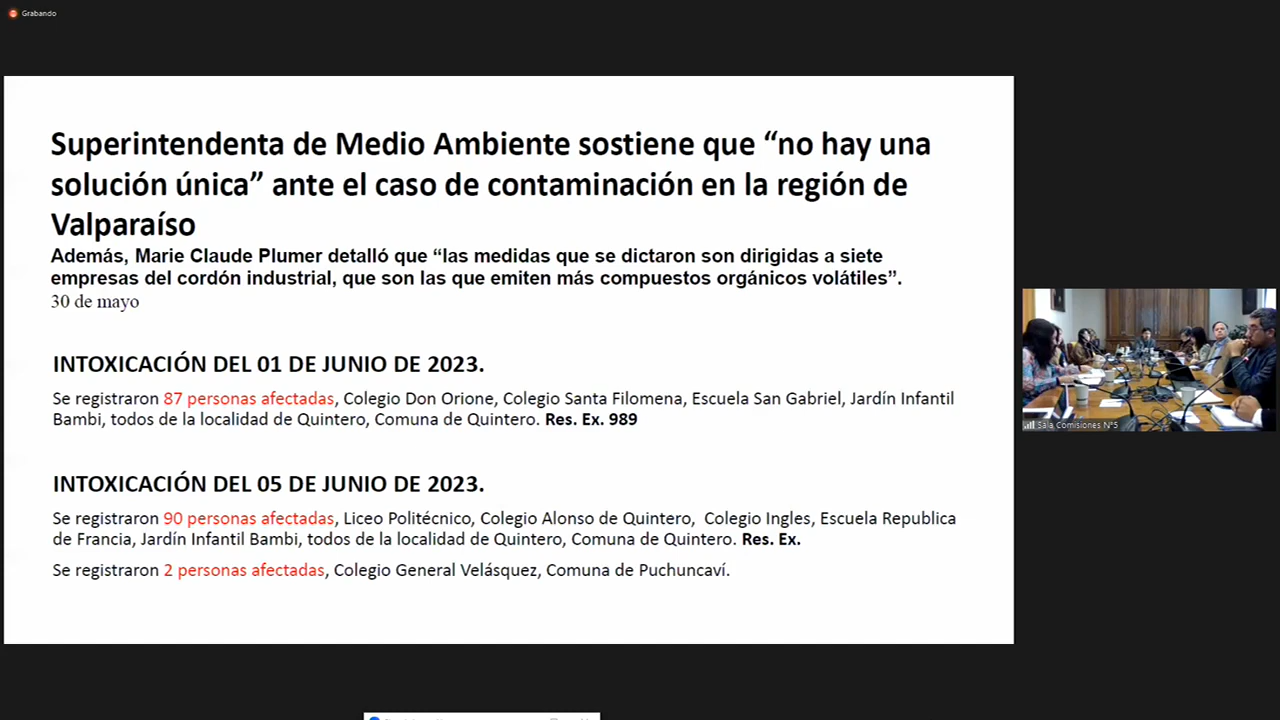 Grabando
Superintendenta de Medio Ambiente sostiene que “no hay una
solución única” ante el caso de contaminación en la región de
Valparaíso
Además, Marie Claude Plumer detalló que “las medidas que se dictaron son dirigidas a siete
empresas del cordón industrial, que son las que emiten más compuestos orgánicos volátiles”.
30 de mayo
INTOXICACIÓN DEL 01 DE JUNIO DE 2023.
Se registraron 87 personas afectadas, Colegio Don Orione, Colegio Santa Filomena, Escuela San Gabriel, Jardín Infantil
Bambi, todos de la localidad de Quintero, Comuna de Quintero. Res. Ex. 989
INTOXICACIÓN DEL 05 DE JUNIO DE 2023.
Se registraron 90 personas afectadas, Liceo Politécnico, Colegio Alonso de Quintero, Colegio Ingles, Escuela Republica
de Francia, Jardín Infantil Bambi, todos de la localidad de Quintero, Comuna de Quintero. Res. Ex.
Se registraron 2 personas afectadas, Colegio General Velásquez, Comuna de Puchuncaví.
Sala Comisiones N°5